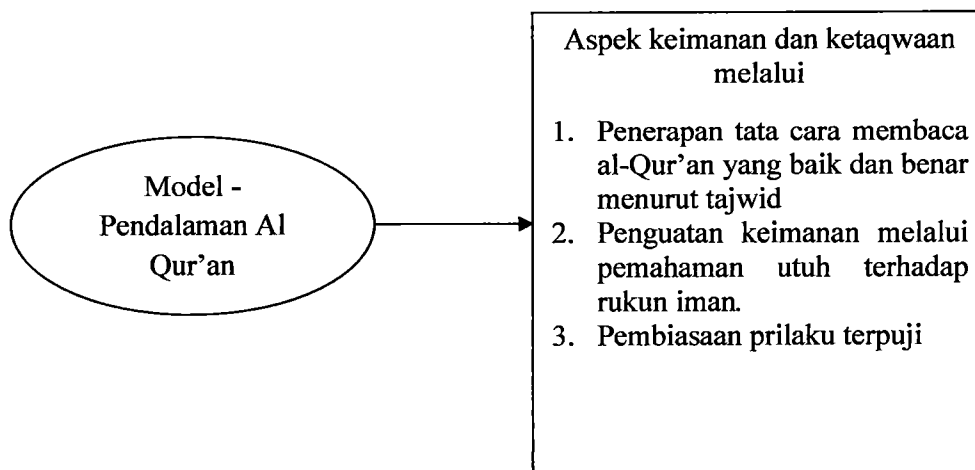 Model -
Pendalaman Al
Qur'an
Aspek keimanan dan ketaqwaan
melalui
1. Penerapan tata cara membaca
al-Qur'an yang baik dan benar
menurut tajwid
2. Penguatan keimanan melalui
pemahaman utuh terhadap
rukun iman.
3. Pembiasaan prilaku terpuji